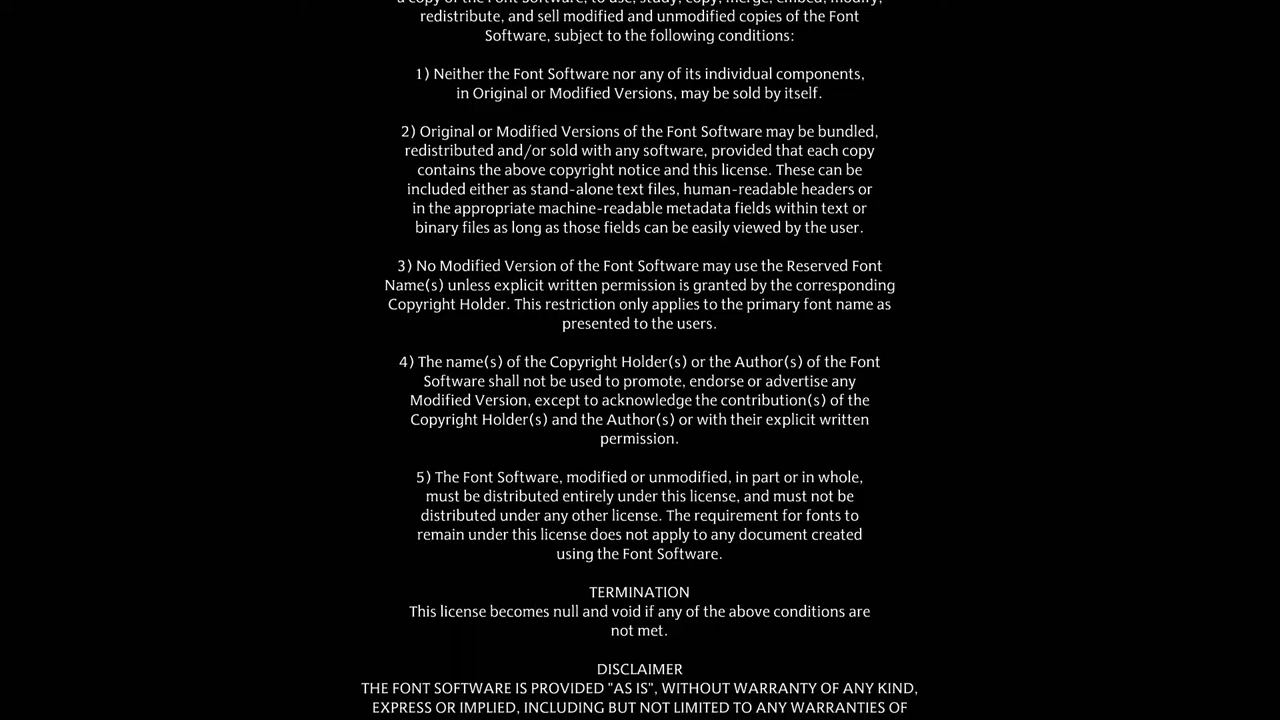 a copy of the Font Software, to use, study, copy, merge, embed, modify,
redistribute, and sell modified and unmodified copies of the Font
Software, subject to the following conditions:
1) Neither the Font Software nor any of its individual components,
in Original or Modified Versions, may be sold by itself.
2) Original or Modified Versions of the Font Software may be bundled,
redistributed and/or sold with any software, provided that each copy
contains the above copyright notice and this license. These can be
included either as stand-alone text files, human-readable headers or
in the appropriate machine-readable metadata fields within text or
binary files as long as those fields can be easily viewed by the user.
3) No Modified Version of the Font Software may use the Reserved Font
Name(s) unless explicit written permission is granted by the corresponding
Copyright Holder. This restriction only applies to the primary font name as
presented to the users.
4) The name(s) of the Copyright Holder(s) or the Author(s) of the Font
Software shall not be used to promote, endorse or advertise any
Modified Version, except to acknowledge the contribution(s) of the
Copyright Holder(s) and the Author(s) or with their explicit written
permission.
5) The Font Software, modified or unmodified, in part or in whole,
must be distributed entirely under this license, and must not be
distributed under any other license. The requirement for fonts to
remain under this license does not apply to any document created
using the Font Software.
TERMINATION
This license becomes null and void if any of the above conditions are
not met.
DISCLAIMER
THE FONT SOFTWARE IS PROVIDED "AS IS", WITHOUT WARRANTY OF ANY KIND,
EXPRESS OR IMPLIED, INCLUDING BUT NOT LIMITED TO ANY WARRANTIES OF